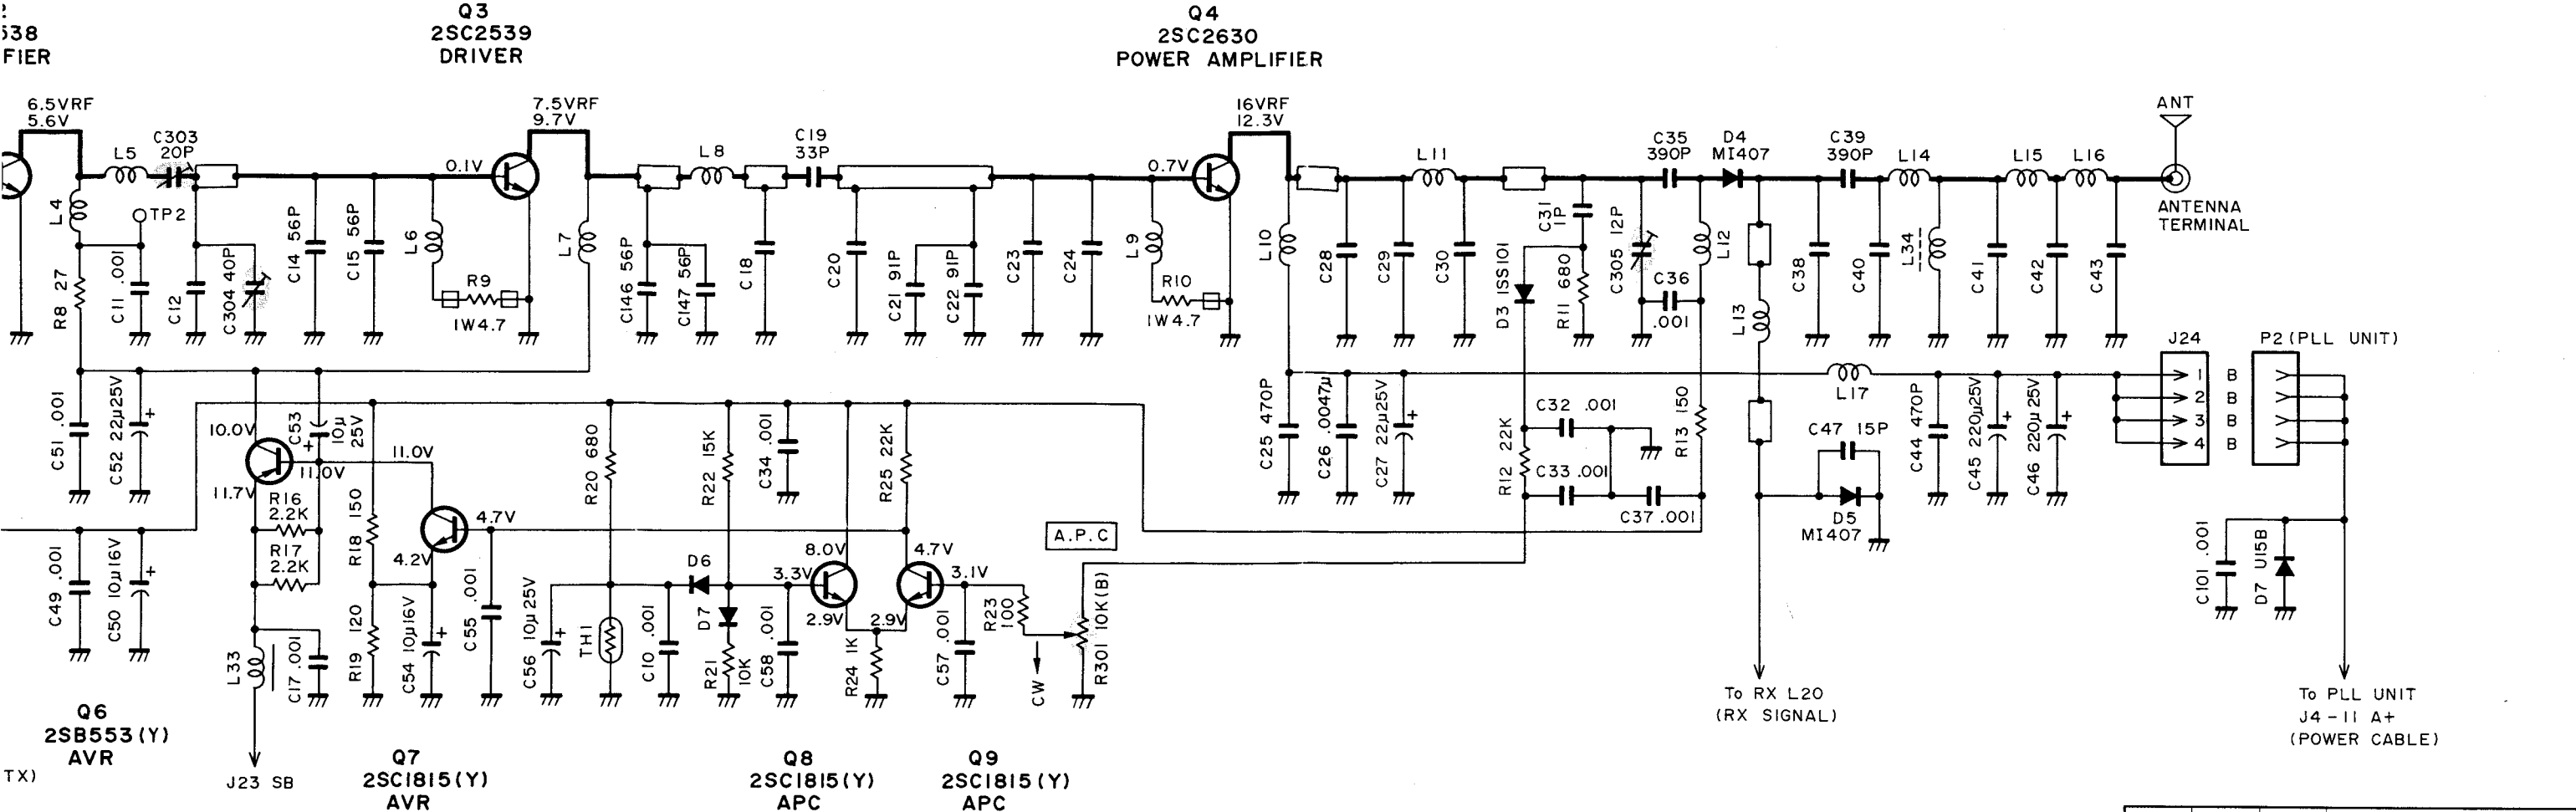 538
FIER
Q3
2SC2539
DRIVER
Q4
2SC2630
POWER AMPLIFIER
6.5VRF
5.6V
L5
C303
20P
0.1V
7.5VRF
9.7V
L8
C19
33P
0.7V
16VRF
12.3V
L11
C35
390P
D4
MI407
C39
390P
L14
L15
L16
ANT
ANTENNA
TERMINAL
L4
TP2
R8 27
C11 .001
C12
C304 40P
C14 56P
C15 56P
L6
R9
1W4.7
L7
C146 56P
C147 56P
C18
C20
C21 91P
C22 91P
C23
C24
L9
R10
1W4.7
L10
C28
C29
C30
D3 ISS101
C31
1P
R11 680
C305 12P
C36
.001
L12
L13
C38
C40
L34
C41
C42
C43
J24
P2 (PLL UNIT)
1 B
2 B
3 B
4 B
L17
C51 .001
C52 22µ25V
10.0V
11.7V
C53
10µ
25V
11.0V
11.0V
R16
2.2K
R17
2.2K
R18 150
4.7V
4.2V
R20 680
R22 15K
C34 .001
R25 22K
A.P.C
C25 470P
C26 .0047µ
C27 22µ25V
R12 22K
C32 .001
C33 .001
C37 .001
R13 150
C47 15P
D5
MI407
C44 470P
C45 220µ25V
C46 220µ25V
C49 .001
C50 10µ16V
L33
C17 .001
R19 120
C54 10µ16V
C55 .001
C56 10µ25V
TH1
C10 .001
D6
D7
R21
10K
C58 .001
3.3V
8.0V
2.9V
2.9V
4.7V
3.1V
R24 1K
C57 .001
R23
100
CW
R301 10K(B)
C101 .001
D7 U15B
To RX L20
(RX SIGNAL)
To PLL UNIT
J4-11 A+
(POWER CABLE)
Q6
2SB553(Y)
AVR
TX)
J23 SB
Q7
2SC1815(Y)
AVR
Q8
2SC1815(Y)
APC
Q9
2SC1815(Y)
APC